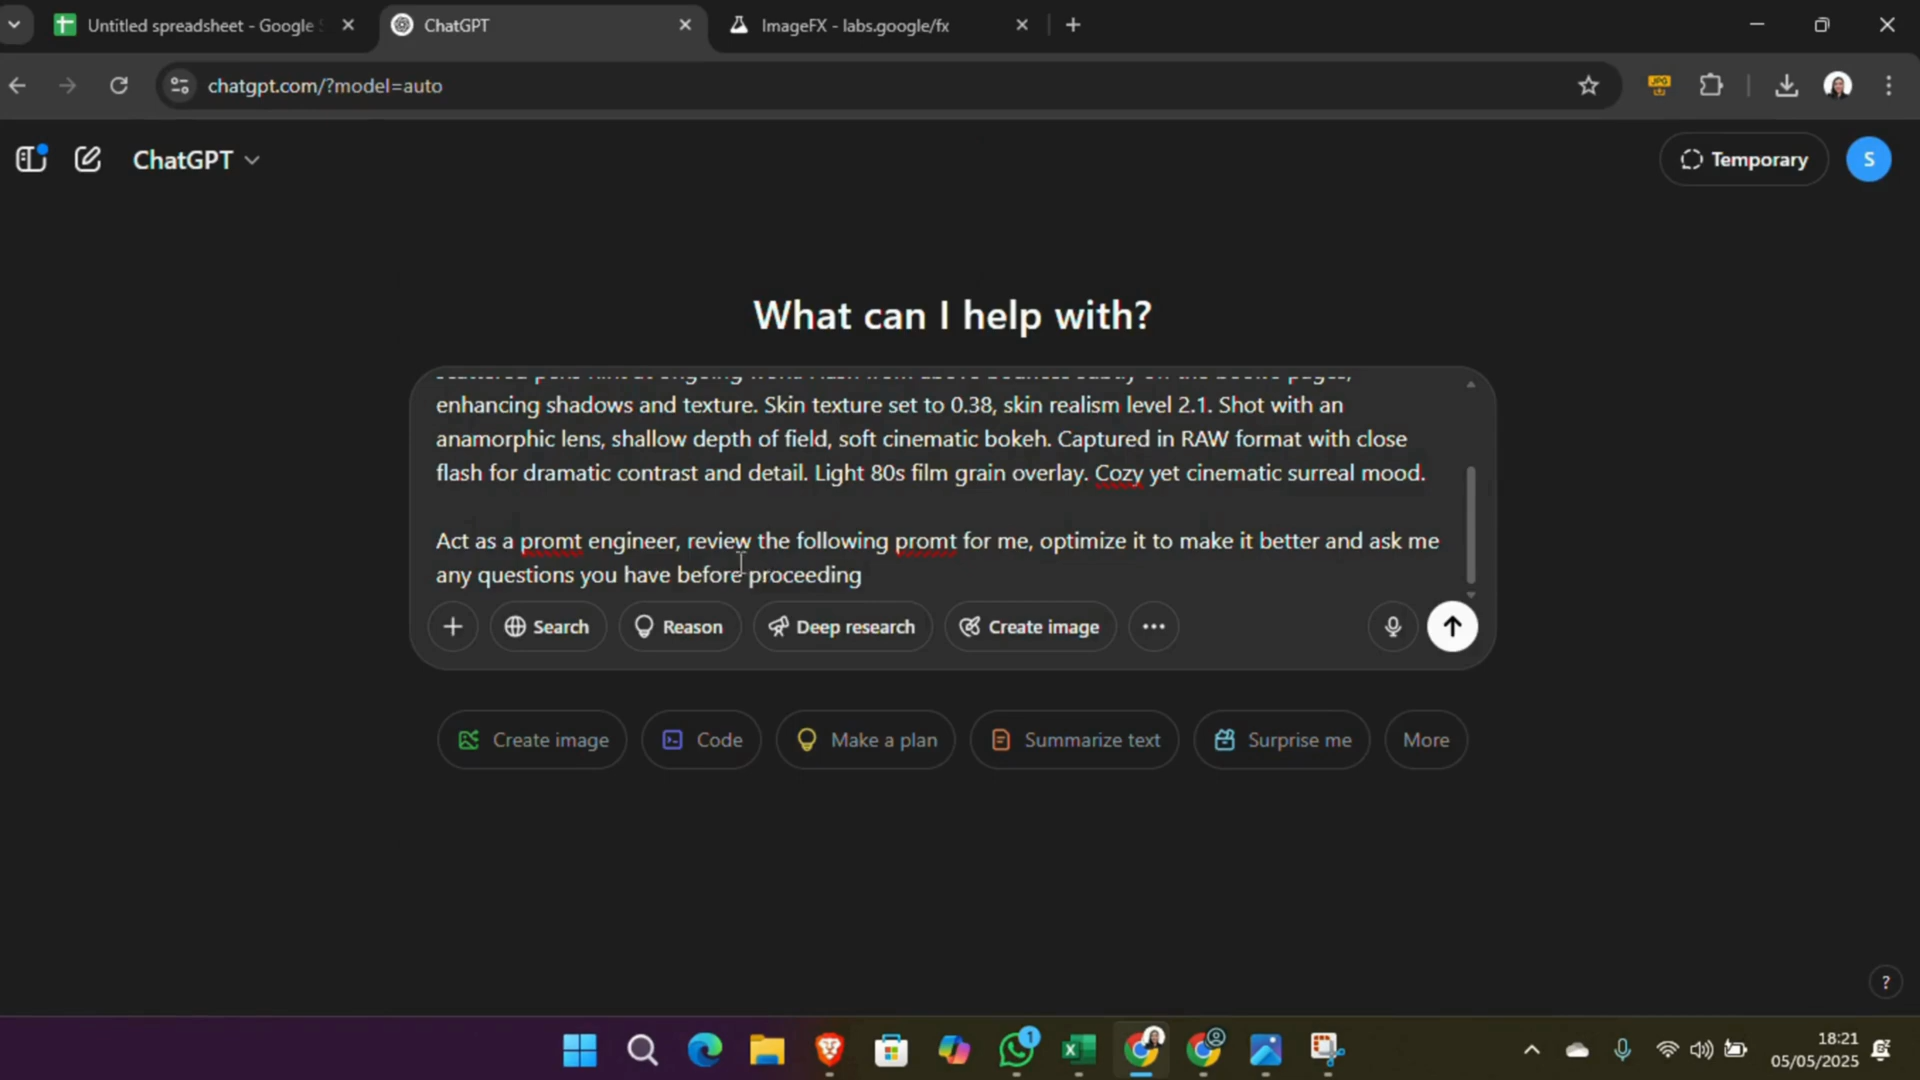 Untitled spreadsheet - Google S
ChatGPT
ImageFX - labs.google/fx
chatgpt.com/?model=auto
JPG
ChatGPT
Temporary
S
What can I help with?
enhancing shadows and texture. Skin texture set to 0.38, skin realism level 2.1. Shot with an
anamorphic lens, shallow depth of field, soft cinematic bokeh. Captured in RAW format with close
flash for dramatic contrast and detail. Light 80s film grain overlay. Cozy yet cinematic surreal mood.
Act as a promt engineer, review the following promt for me, optimize it to make it better and ask me
any questions you have before proceeding
Search
Reason
Deep research
Create image
Create image
Code
Make a plan
Summarize text
Surprise me
More
?
1
18:21
05/05/2025